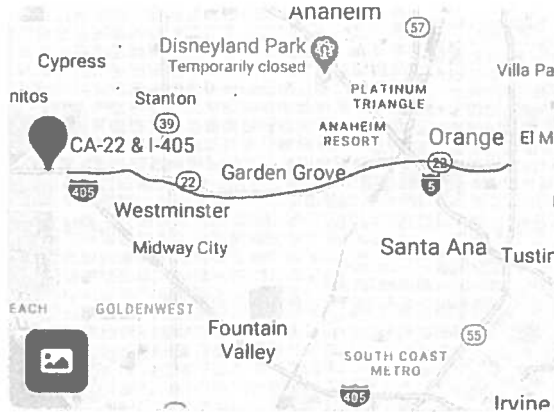 Anaheim
57
Disneyland Park
Temporarily closed
Cypress
Villa Pa
nitos
Stanton
PLATINUM
TRIANGLE
39
ANAHEIM
RESORT
Orange
El M
CA-22 & I-405
22
Garden Grove
22
405
5
Westminster
Midway City
Santa Ana
Tustin
EACH
GOLDENWEST
Fountain
Valley
55
SOUTH COAST
METRO
405
Irvine